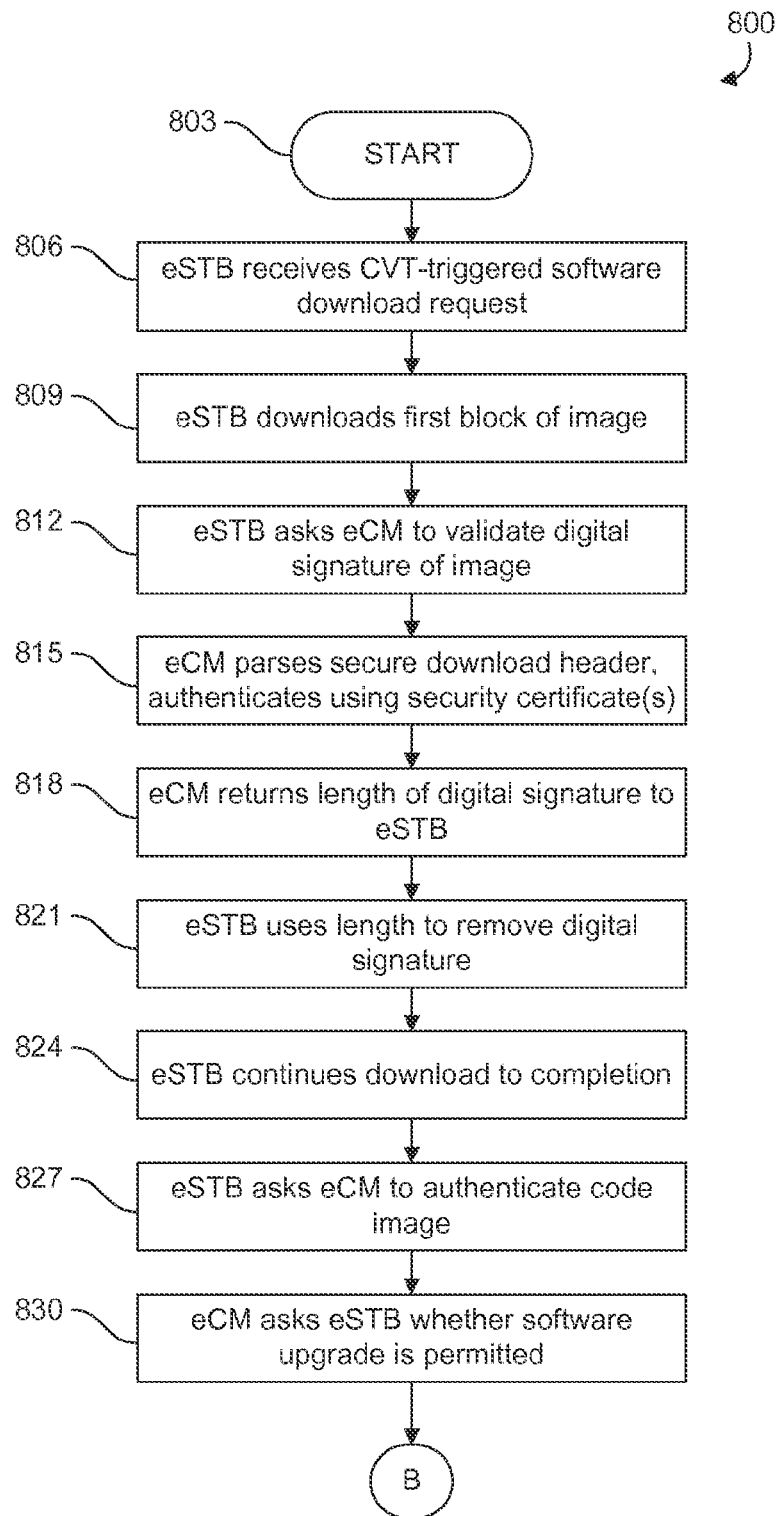 800
803
START
806
eSTB receives CVT-triggered software
download request
809
eSTB downloads first block of image
812
eSTB asks eCM to validate digital
signature of image
815
eCM parses secure download header,
authenticates using security certificate(s)
818
eCM returns length of digital signature to
eSTB
821
eSTB uses length to remove digital
signature
824
eSTB continues download to completion
827
eSTB asks eCM to authenticate code
image
830
eCM asks eSTB whether software
upgrade is permitted
B